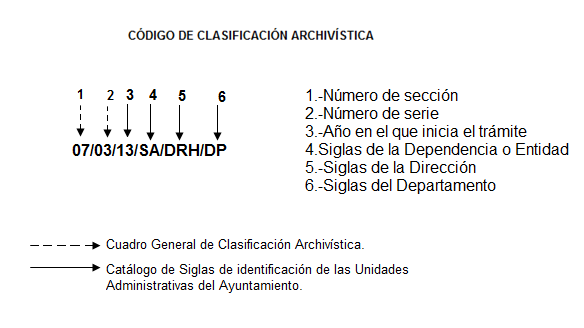 CÓDIGO DE CLASIFICACIÓN ARCHIVÍSTICA
1 2 3 4 5 6
07/03/13/SA/DRH/DP
1.-Número de sección
2.-Número de serie
3.-Año en el que inicia el trámite
4.Siglas de la Dependencia o Entidad
5.-Siglas de la Dirección
6.-Siglas del Departamento
Cuadro General de Clasificación Archivística.
Catálogo de Siglas de identificación de las Unidades
Administrativas del Ayuntamiento.